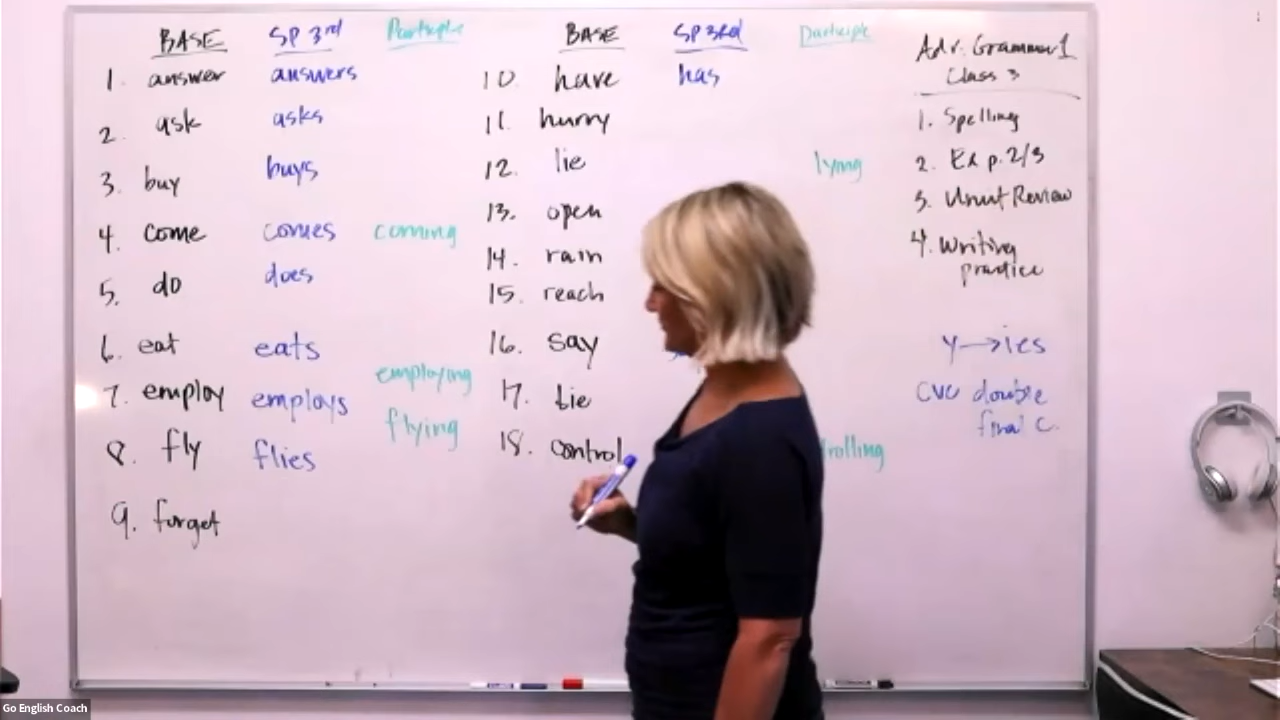 BASE SP 3rd Participle
1. answer answers
2. ask asks
3. buy buys
4. come comes coming
5. do does
6. eat eats
7. employ employs employing
8. fly flies flying
9. forget
BASE SP 3rd Participle
10. have has
11. hurry
12. lie lying
13. open
14. rain
15. reach
16. say
17. tie
18. control rolling
Adv. Grammar 1
Class 3
1. Spelling
2. Ex p. 2/3
3. Unit Review
4. Writing
practice
y→ies
CVC double
final C.
Go English Coach